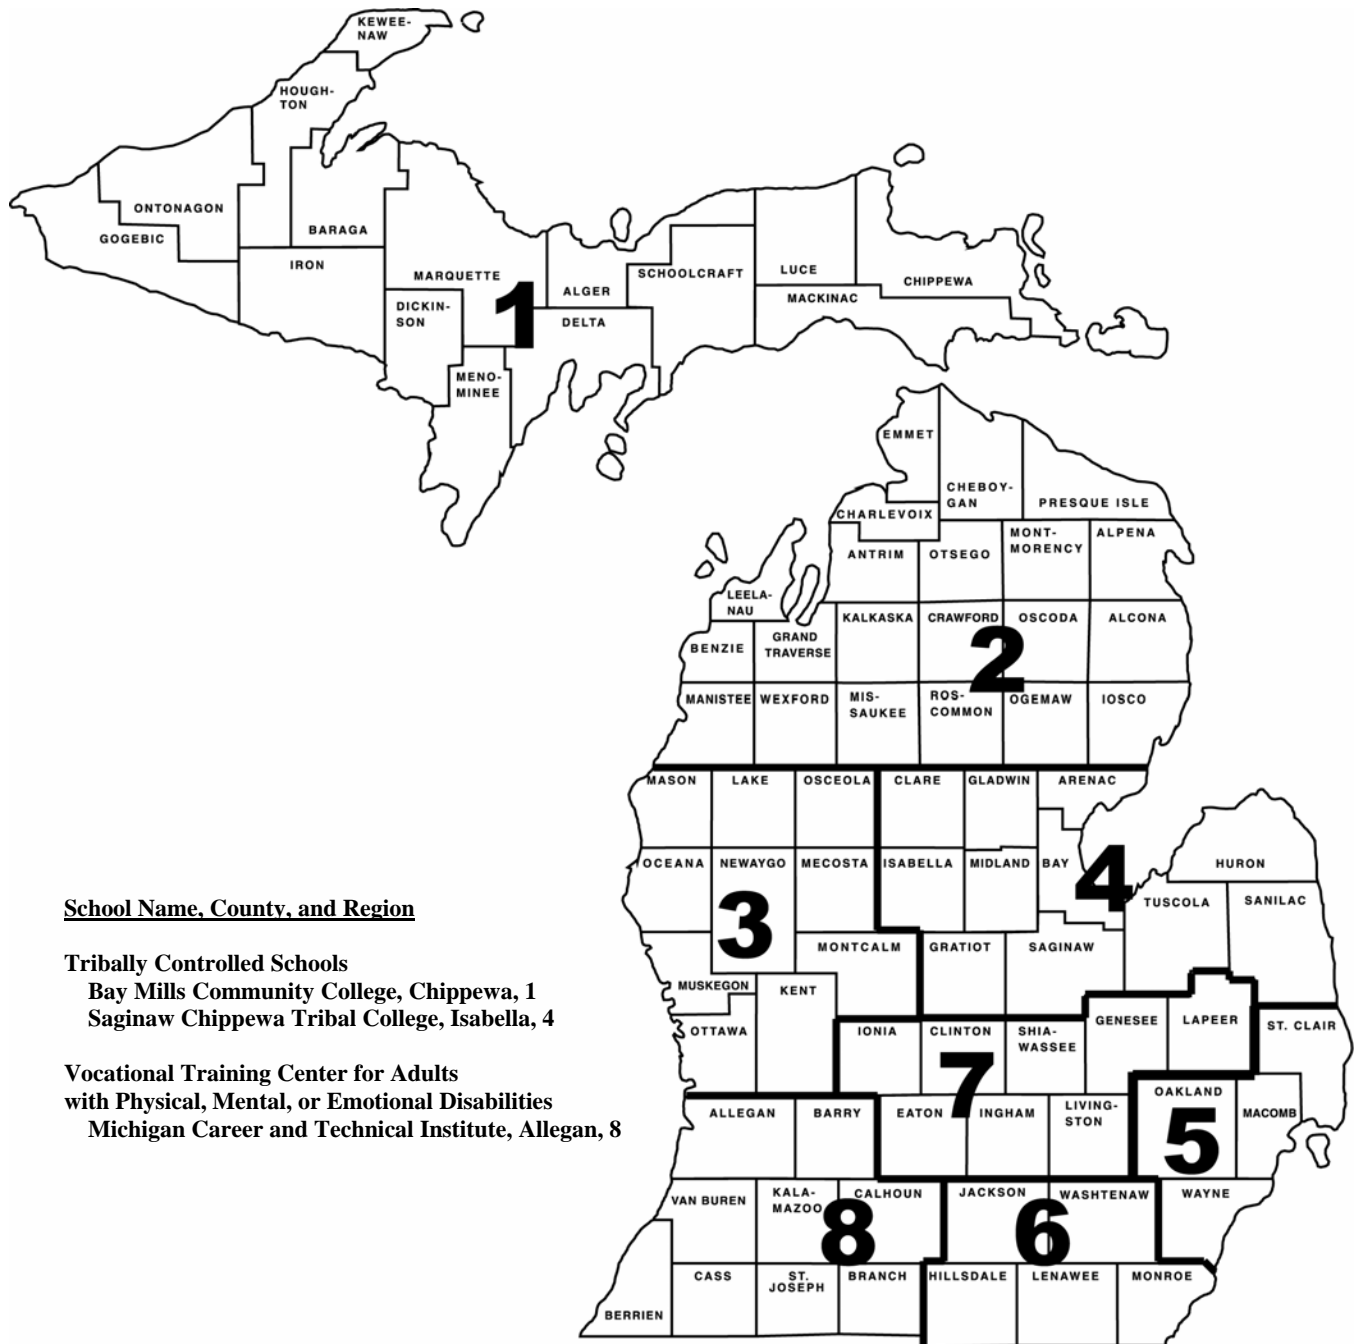 KEWEE-
NAW
HOUGH-
TON
ONTONAGON
GOGEBIC
BARAGA
IRON
MARQUETTE
1
DICKIN-
SON
MENO-
MINEE
ALGER
DELTA
SCHOOLCRAFT
LUCE
MACKINAC
CHIPPEWA
EMMET
CHEBOY-
GAN
PRESQUE ISLE
CHARLEVOIX
ANTRIM
OTSEGO
MONT-
MORENCY
ALPENA
LEELA-
NAU
BENZIE
GRAND
TRAVERSE
KALKASKA
CRAWFORD
OSCODA
ALCONA
2
MANISTEE
WEXFORD
MIS-
SAUKEE
ROS-
COMMON
OGEMAW
IOSCO
MASON
LAKE
OSCEOLA
CLARE
GLADWIN
ARENAC
OCEANA
NEWAYGO
MECOSTA
ISABELLA
MIDLAND
BAY
4
HURON
TUSCOLA
SANILAC
3
MONTCALM
GRATIOT
SAGINAW
MUSKEGON
KENT
OTTAWA
IONIA
CLINTON
SHIA-
WASSEE
GENESEE
LAPEER
ST. CLAIR
7
ALLEGAN
BARRY
EATON
INGHAM
LIVING-
STON
OAKLAND
MACOMB
5
VAN BUREN
KALA-
MAZOO
CALHOUN
JACKSON
WASHTENAW
WAYNE
8
6
CASS
ST.
JOSEPH
BRANCH
HILLSDALE
LENAWEE
MONROE
BERRIEN
School Name, County, and Region
Tribally Controlled Schools
Bay Mills Community College, Chippewa, 1
Saginaw Chippewa Tribal College, Isabella, 4
Vocational Training Center for Adults
with Physical, Mental, or Emotional Disabilities
Michigan Career and Technical Institute, Allegan, 8